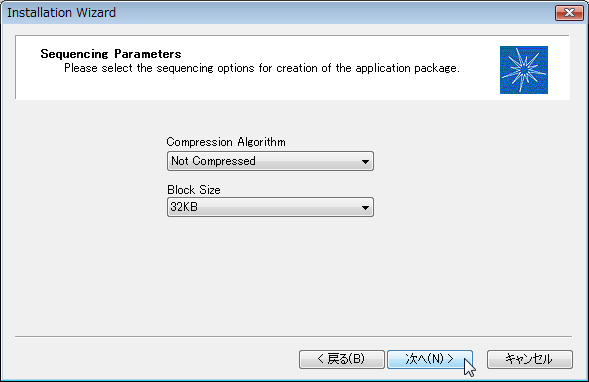 Installation Wizard
Sequencing Parameters
Please select the sequencing options for creation of the application package.
Compression Algorithm
Not Compressed
Block Size
32KB
< 戻る(B)
次へ(N) >
キャンセル